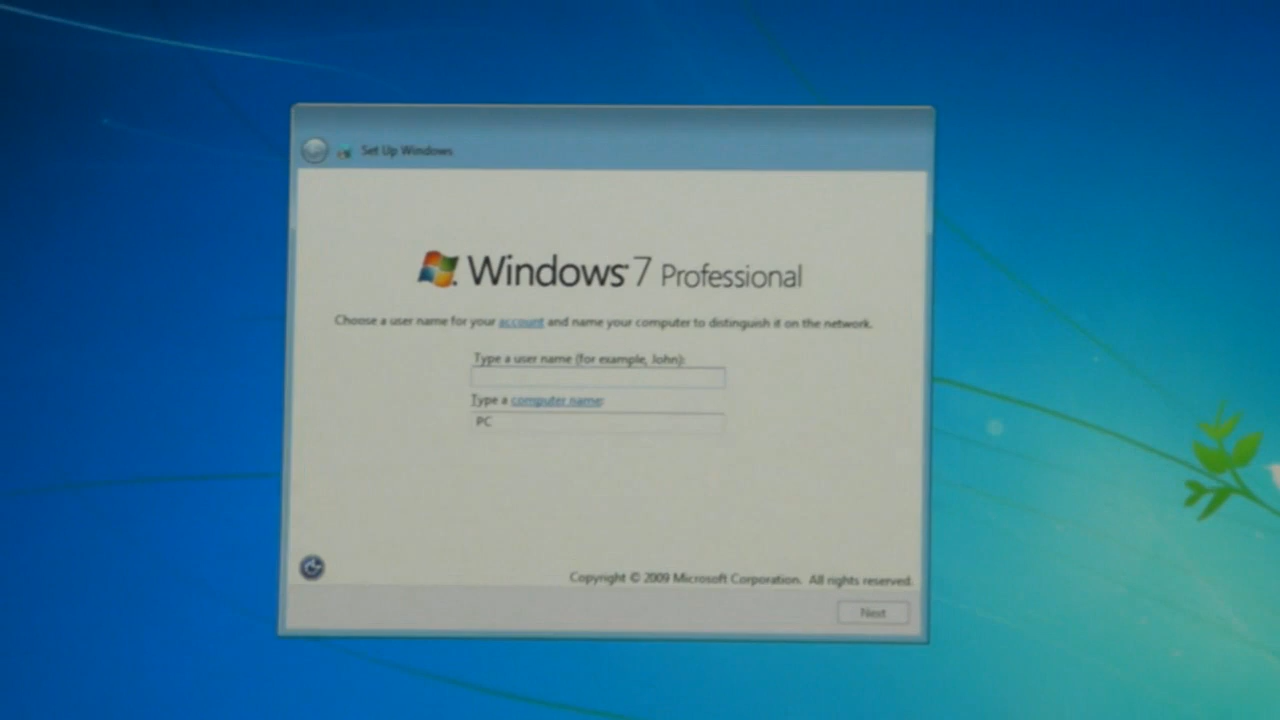 Set Up Windows
Windows 7 Professional
Choose a user name for your account and name your computer to distinguish it on the network.
Type a user name (for example, John):
Type a computer name:
PC
Copyright © 2009 Microsoft Corporation. All rights reserved.
Next